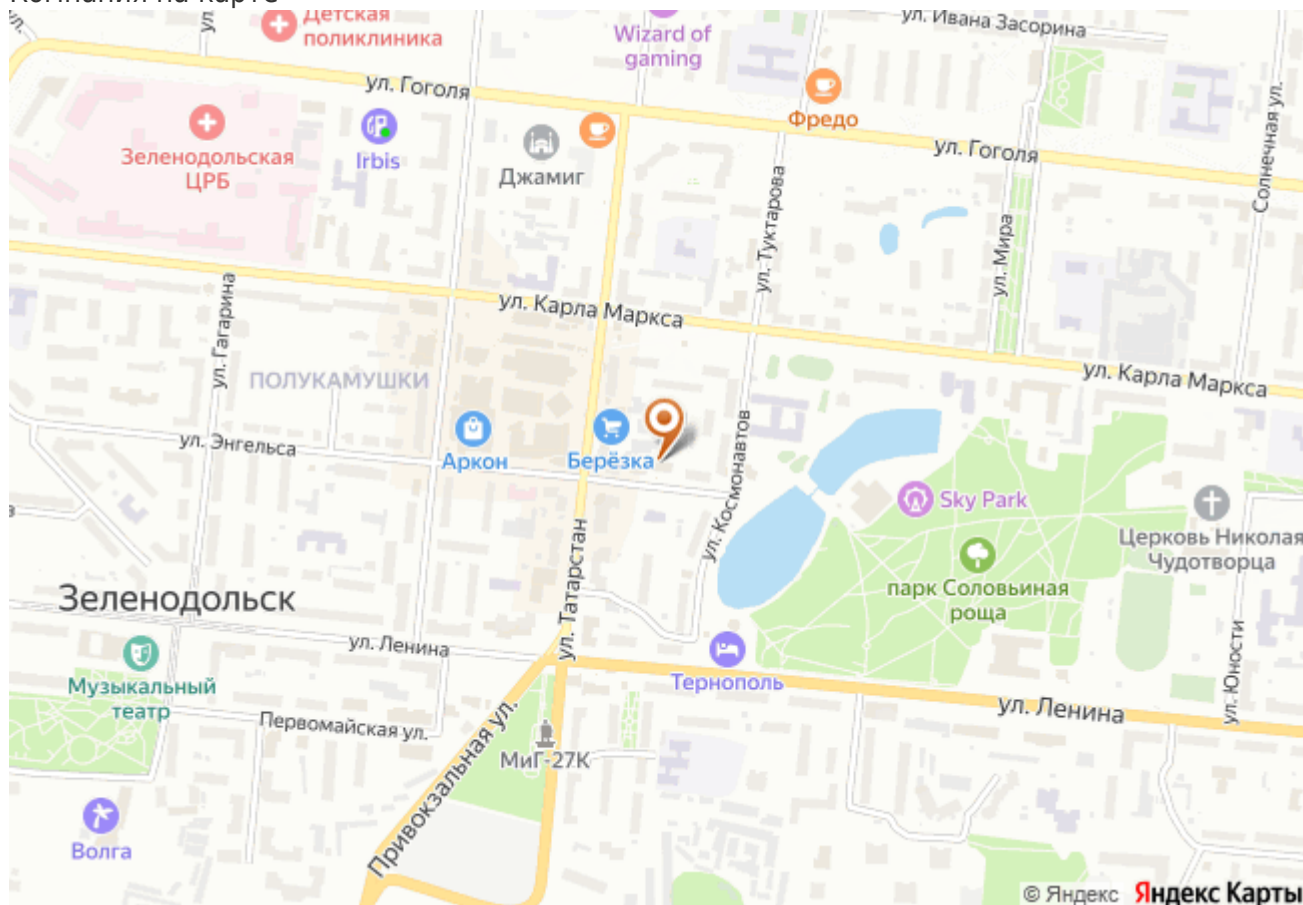 Компания на карте
Детская
поликлиника
Wizard of
gaming
ул. Ивана Засорина
ул. Гоголя
Фредо
Солнечная ул.
Зеленодольская
ЦРБ
Irbis
Джамиг
ул. Гоголя
ул. Туктарова
ул. Мира
ул. Гагарина
ул. Карла Маркса
ул. Карла Маркса
ПОЛУКАМУШКИ
ул. Энгельса
Аркон
Берёзка
ул. Космонавтов
Sky Park
Церковь Николая
Чудотворца
парк Соловьиная
роща
ул. Татарстан
Зеленодольск
ул. Ленина
Музыкальный
театр
Тернополь
ул. Юности
ул. Ленина
Первомайская ул.
МиГ-27К
Привокзальная ул.
Волга
© Яндекс Яндекс Карты